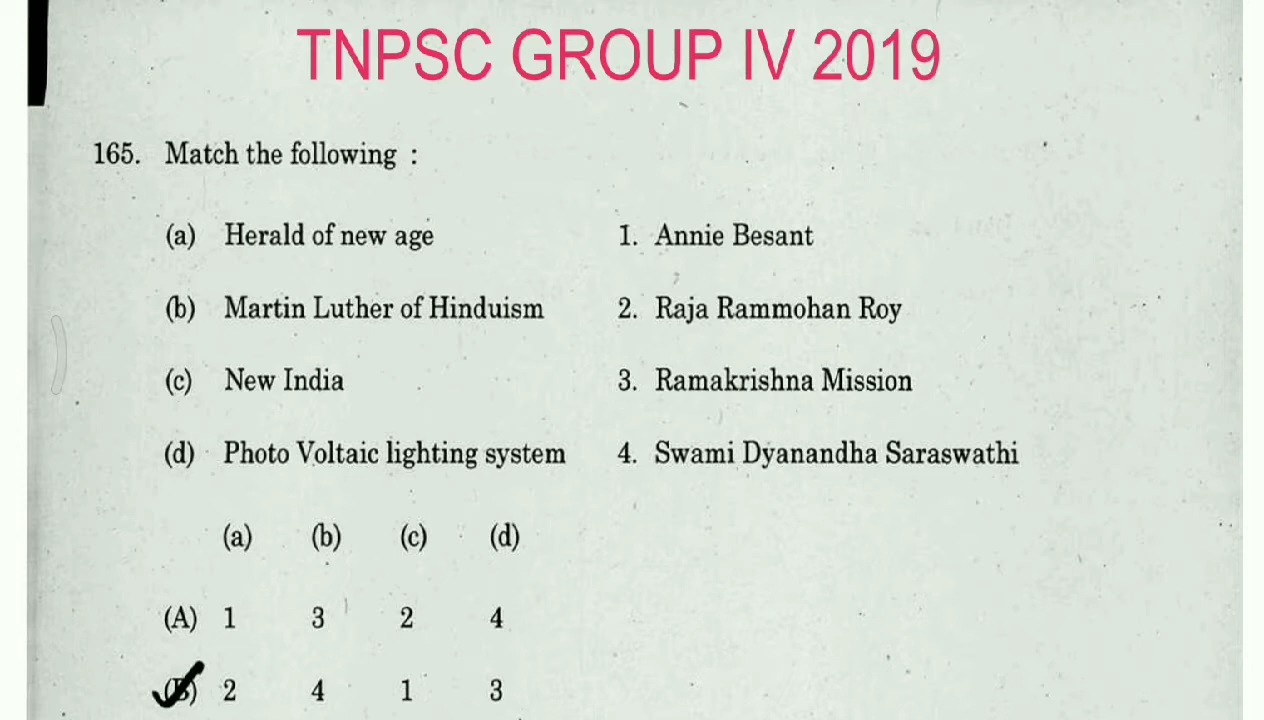 TNPSC GROUP IV 2019
165. Match the following :
(a) Herald of new age 1. Annie Besant
(b) Martin Luther of Hinduism 2. Raja Rammohan Roy
(c) New India 3. Ramakrishna Mission
(d) Photo Voltaic lighting system 4. Swami Dyanandha Saraswathi
(a) (b) (c) (d)
(A) 1 3 2 4
(B) 2 4 1 3